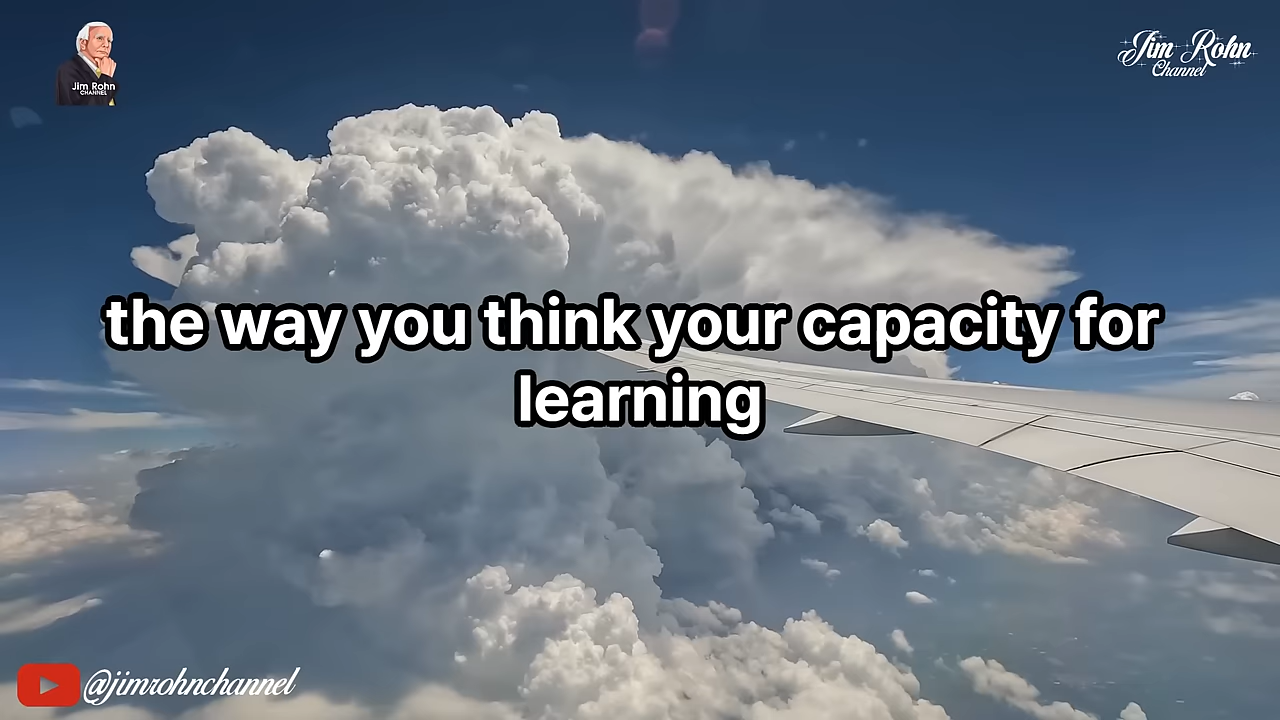 Jim Rohn
CHANNEL
Jim Rohn
Channel
the way you think your capacity for
learning
@jimrohnchannel